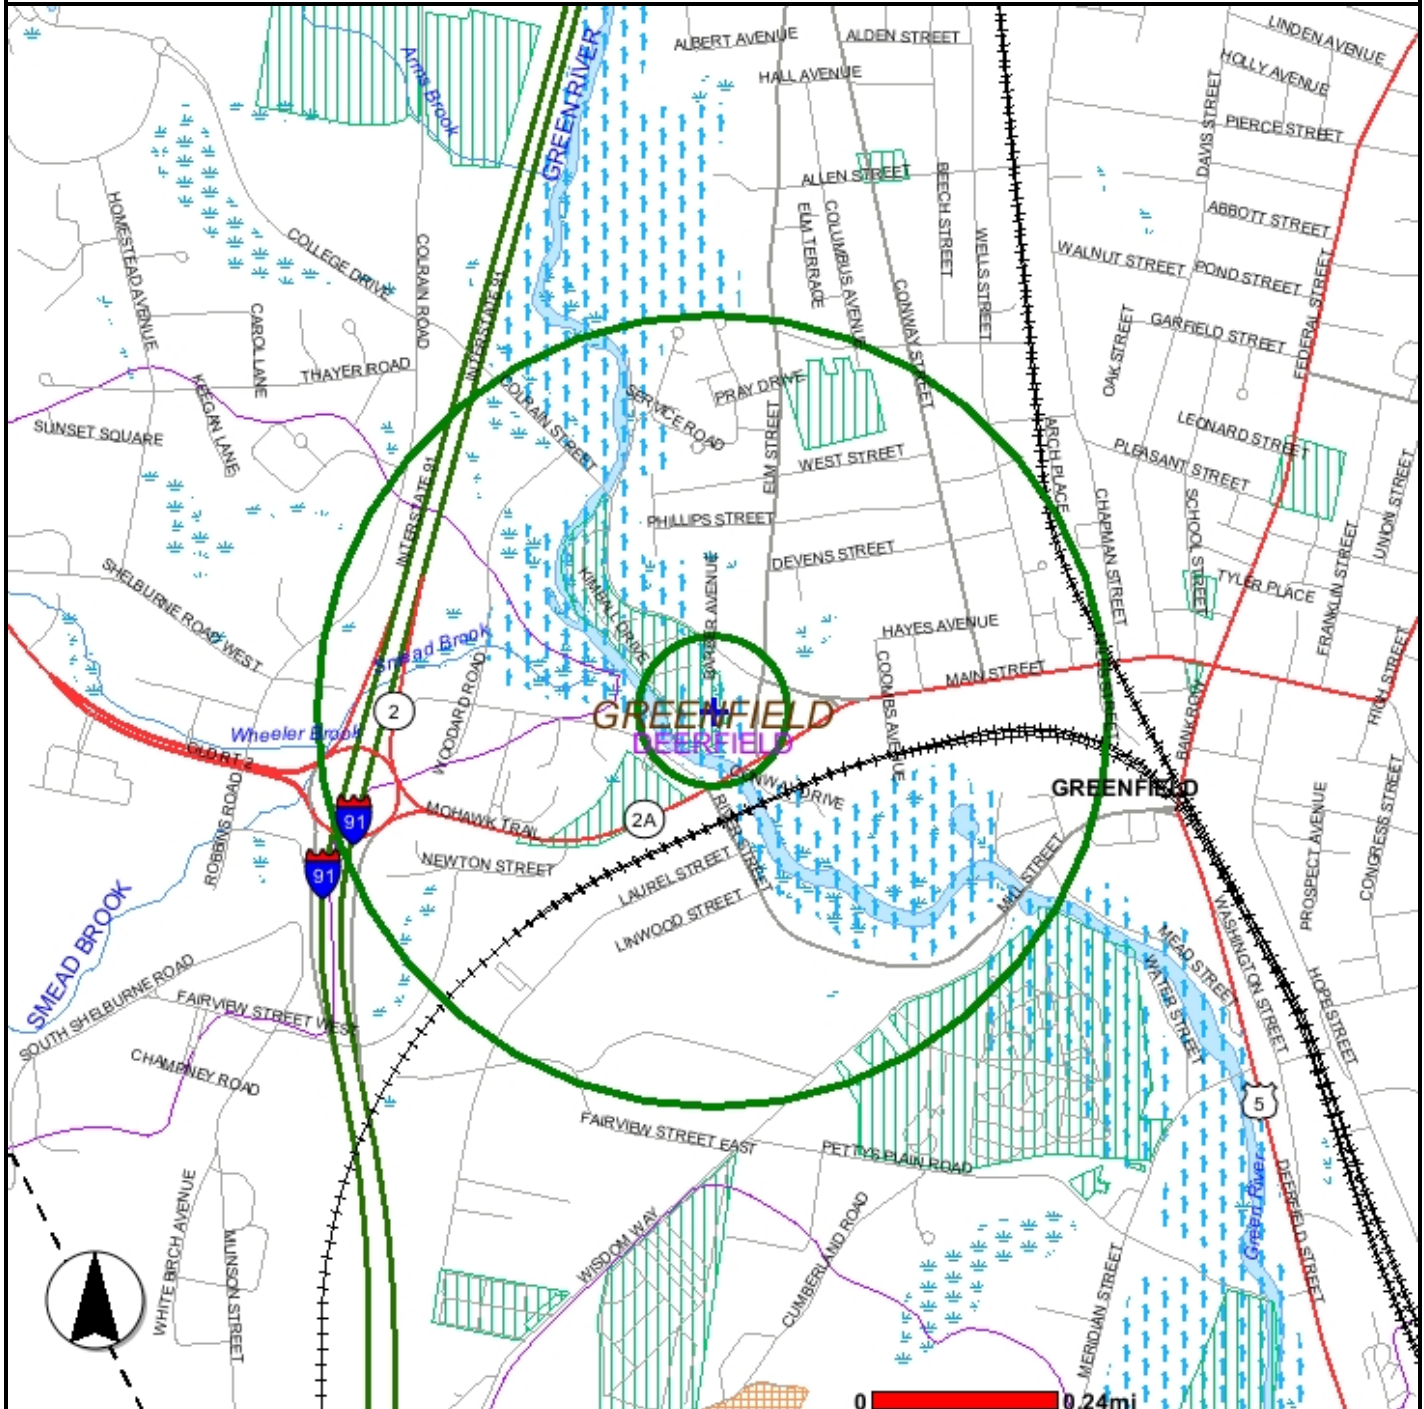 LINDEN AVENUE
ALBERT AVENUE
ALDEN STREET
HOLLY AVENUE
HALL AVENUE
Arms Brook
GREEN RIVER
PIERCE STREET
DAVIS STREET
ALLEN STREET
BEECH STREET
HOMESTEAD AVENUE
ELM TERRACE
COLUMBUS AVENUE
ABBOTT STREET
COLLEGE DRIVE
COLRAIN ROAD
WELLS STREET
WALNUT STREET
POND STREET
INTERSTATE 91
CONWAY STREET
FEDERAL STREET
CAROL LANE
OAK STREET
GARFIELD STREET
THAYER ROAD
KEEGAN LANE
COLRAIN STREET
SERVICE ROAD
PRAY DRIVE
SUNSET SQUARE
ELM STREET
ARCH PLACE
LEONARD STREET
PLEASANT STREET
WEST STREET
UNION STREET
INTERSTATE 91
PHILLIPS STREET
CHAPMAN STREET
SCHOOL STREET
DEVENS STREET
SHELBURNE ROAD WEST
KIMBALL DRIVE
TYLER PLACE
FRANKLIN STREET
HAYES AVENUE
Smead Brook
WOODARD ROAD
COOMBS AVENUE
MAIN STREET
HIGH STREET
2
GREENFIELD
DEERFIELD
BANK ROW
Wheeler Brook
OLD RT 2
ROBBINS ROAD
91
MOHAWK TRAIL
2A
GREENFIELD
RIVER STREET
PROSPECT AVENUE
CONGRESS STREET
NEWTON STREET
91
LAUREL STREET
MILL STREET
SMEAD BROOK
LINWOOD STREET
WASHINGTON STREET
MEAD STREET
WATER STREET
SOUTH SHELBURNE ROAD
HOPE STREET
FAIRVIEW STREET WEST
CHAMPNEY ROAD
5
FAIRVIEW STREET EAST
PETTYS PLAIN ROAD
Green River
DEERFIELD STREET
WISDOM WAY
CUMBERLAND ROAD
WHITE BIRCH AVENUE
MUNSON STREET
MERIDIAN STREET
0 0.24mi